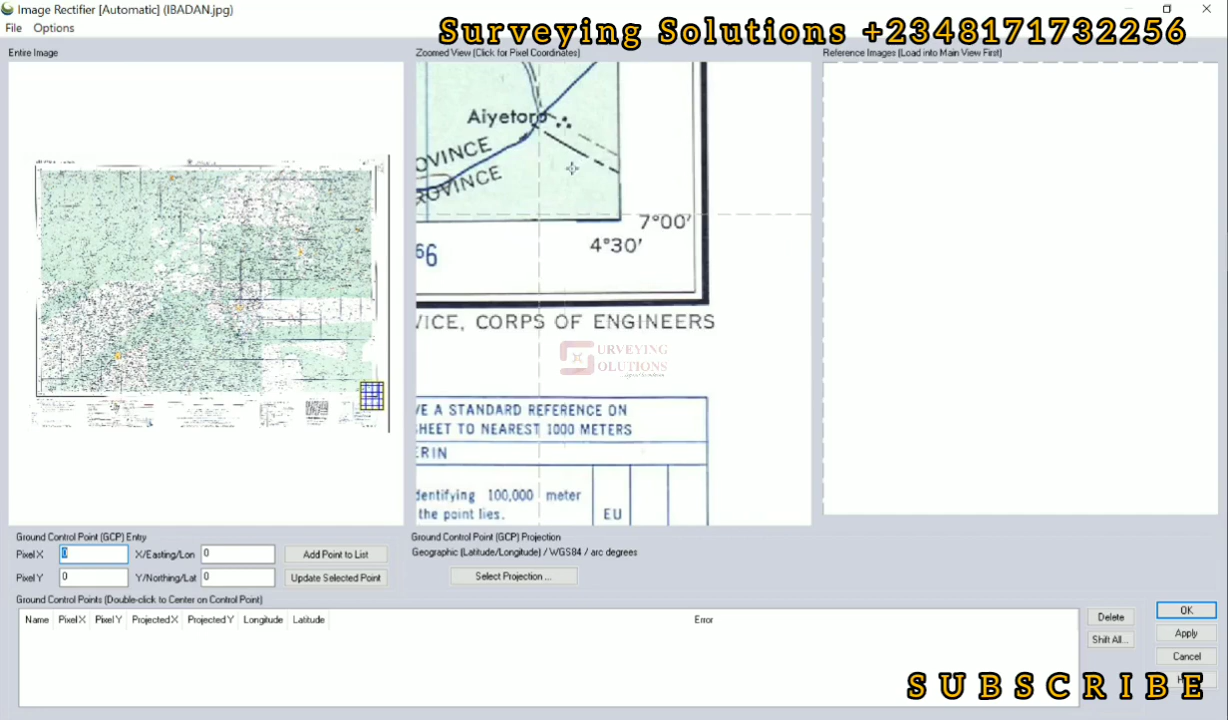 Image Rectifier [Automatic] (IBADAN.jpg)
File Options
Surveying Solutions +2348171732256
Entire Image
Zoomed View (Click for Pixel Coordinates)
Reference Images (Load into Main View First)
Aiyetoro
OVINCE
ROVINCE
7°00'
4°30'
66
VICE, CORPS OF ENGINEERS
SURVEYING
SOLUTIONS
VE A STANDARD REFERENCE ON
SHEET TO NEAREST 1000 METERS
ERIN
dentifying 100,000 meter
the point lies.
EU
Ground Control Point (GCP) Entry
Pixel X 0 X/Easting/Lon 0 Add Point to List
Pixel Y 0 Y/Northing/Lat 0 Update Selected Point
Ground Control Point (GCP) Projection
Geographic (Latitude/Longitude) / WGS84 / arc degrees
Select Projection ...
Ground Control Points (Double-click to Center on Control Point)
Name Pixel X Pixel Y Projected X Projected Y Longitude Latitude Error
Delete
Shift All...
OK
Apply
Cancel
SUBSCRIBE